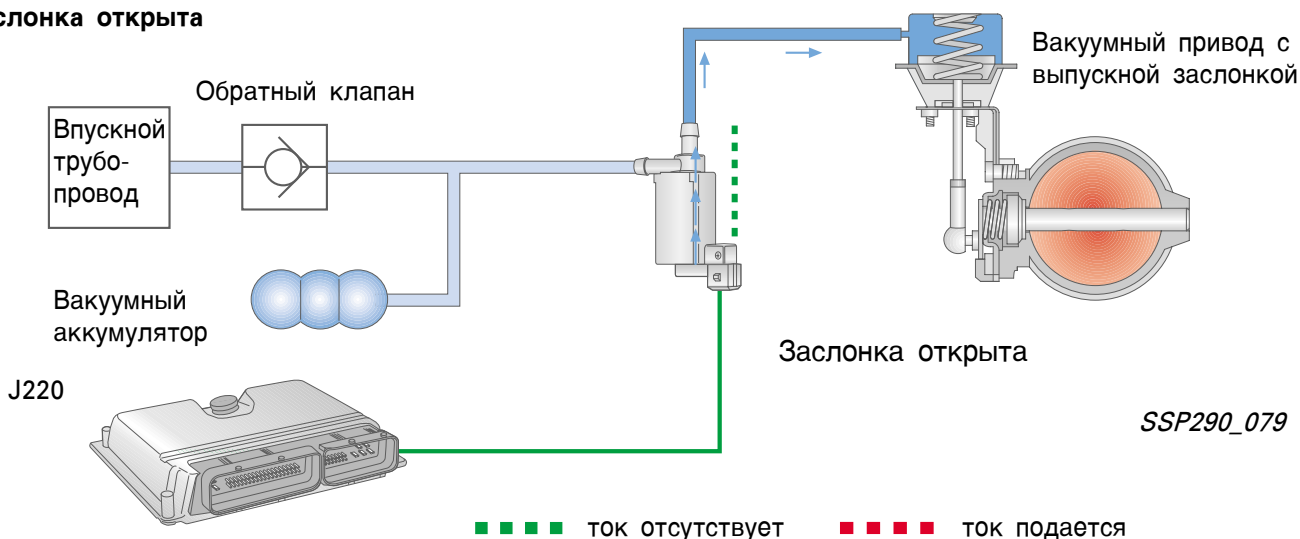 слонка открыта
Вакуумный привод с
выпускной заслонкой
Обратный клапан
Впускной
трубо-
провод
Вакуумный
аккумулятор
Заслонка открыта
J220
SSP290_079
ток отсутствует
ток подается